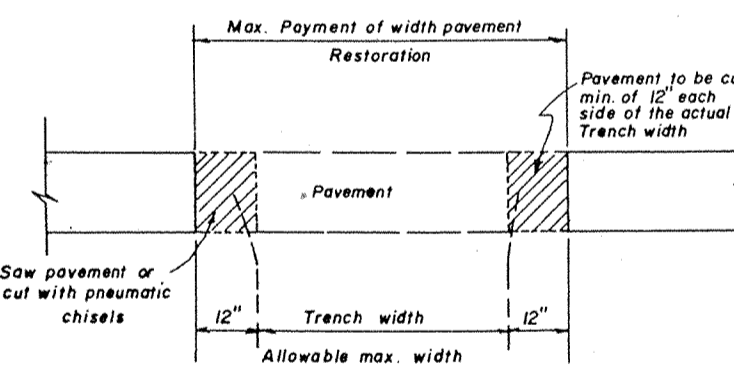 Max. Payment of width pavement
Restoration
Pavement to be cu
min. of 12" each
side of the actual
Trench width
Pavement
Saw pavement or
cut with pneumatic
chisels
12" Trench width 12"
Allowable max. width